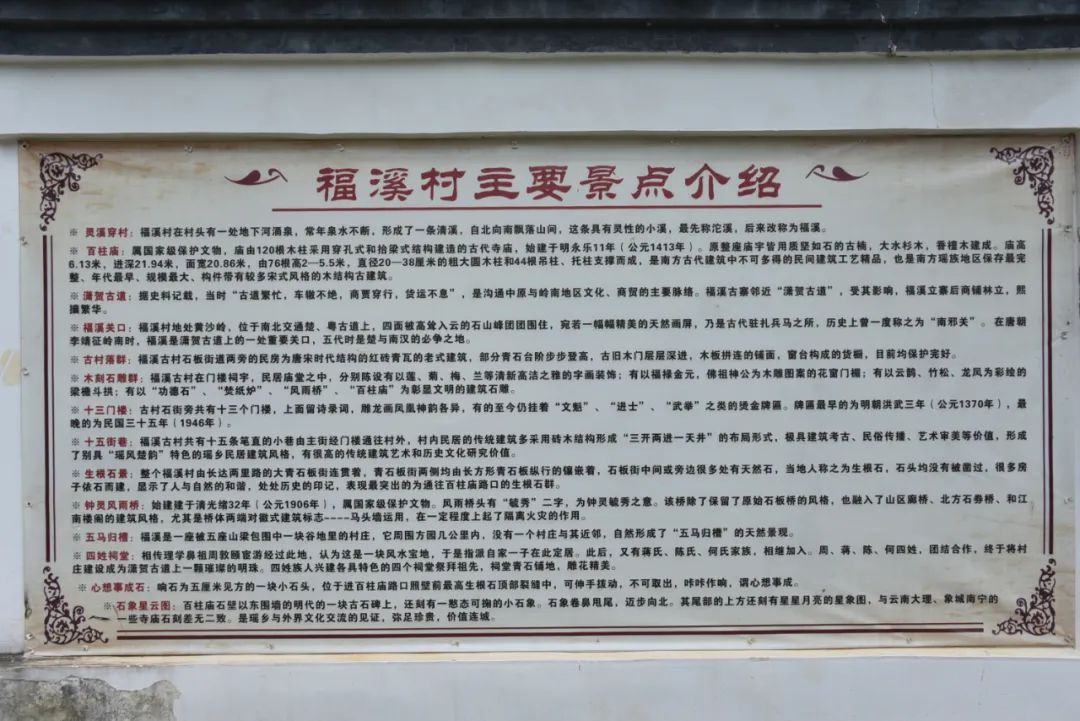 福溪村主要景点介绍
※ 灵溪穿村：福溪村在村头有一处地下河涌泉，常年泉水不断，形成了一条清溪，自北向南飘落山间，这条具有灵性的小溪，最先称沱溪，后来改称为福溪。
※ 百柱庙：属国家级保护文物，庙由120根木柱采用穿孔式和抬梁式结构建造的古代寺庙，始建于明永乐11年（公元1413年）。原整座庙宇皆用质坚如石的古楠，大水杉木，香檀木建成。庙高
6.13米，进深21.94米，面宽20.86米，由76根高2—5.5米，直径20—38厘米的粗大圆木柱和44根吊柱、托柱支撑而成，是南方古代建筑中不可多得的民间建筑工艺精品，也是南方瑶族地区保存最完
整、年代最早、规模最大、构件带有较多宋式风格的木结构古建筑。
※ 潇贺古道：据史料记载，当时“古道繁忙，车辙不绝，商贾穿行，货运不息”，是沟通中原与岭南地区文化、商贸的主要脉络。福溪古寨邻近“潇贺古道”，受其影响，福溪立寨后商铺林立，熙
攘繁华。
※ 福溪关口：福溪村地处黄沙岭，位于南北交通楚、粤古道上，四面被高耸入云的石山峰团团围住，宛若一幅幅精美的天然画屏，乃是古代驻扎兵马之所，历史上曾一度称之为“南邪关”。在唐朝
李靖征岭南时，福溪是潇贺古道上的一处重要关口，五代时是楚与南汉的必争之地。
※ 古村落群：福溪古村石板街道两旁的民房为唐宋时代结构的红砖青瓦的老式建筑，部分青石台阶步步登高，古旧木门层层深进，木板拼连的铺面，窗台构成的货橱，目前均保护完好。
※ 木刻石雕群：福溪古村在门楼祠宇，民居庙堂之中，分别陈设有以莲、菊、梅、兰等清新高洁之雅的字画装饰；有以福禄金元，佛祖神公为木雕图案的花窗门楣；有以云鹤、竹松、龙凤为彩绘的
梁檐斗拱；有以“功德石”、“焚纸炉”、“风雨桥”、“百柱庙”为彰显文明的建筑石雕。
※ 十三门楼：古村石街旁共有十三个门楼，上面留诗录词，雕龙画凤凰神韵各异，有的至今仍挂着“文魁”、“进士”、“武举”之类的烫金牌匾。牌匾最早的为明朝洪武三年（公元1370年），最
晚的为民国三十五年（1946年）。
※ 十五街巷：福溪古村共有十五条笔直的小巷由主街经门楼通往村外，村内民居的传统建筑多采用砖木结构形成“三开两进一天井”的布局形式，极具建筑考古、民俗传播、艺术审美等价值，形成
了别具“瑶风楚韵”特色的瑶乡民居建筑风格，有很高的传统建筑艺术和历史文化研究价值。
※ 生根石景：整个福溪村由长达两里路的大青石板街连贯着，青石板街两侧均由长方形青石板纵行的镶嵌着，石板街中间或旁边很多处有天然石，当地人称之为生根石，石头均没有被凿过，很多房
子依石而建，显示了人与自然的和谐，处处历史的印记，表现最突出的为通往百柱庙路口的生根石群。
※ 钟灵风雨桥：始建建于清光绪32年（公元1906年），属国家级保护文物。风雨桥头有“毓秀”二字，为钟灵毓秀之意。该桥除了保留了原始石板桥的风格，也融入了山区廊桥、北方石劵桥、和江
南楼阁的建筑风格，尤其是桥体两端对徽式建筑标志----马头墙运用，在一定程度上起了隔离火灾的作用。
※ 五马归槽：福溪是一座被五座山梁包围中一块谷地里的村庄，它周围方园几公里内，没有一个村庄与其近邻，自然形成了“五马归槽”的天然景现。
※ 四姓祠堂：相传理学鼻祖周敦颐宦游经过此地，认为这是一块风水宝地，于是指派自家一子在此定居。此后，又有蒋氏、陈氏、何氏家族，相继加入。周、蒋、陈、何四姓，团结合作，终于将村
庄建设成为潇贺古道上一颗璀璨的明珠。四姓族人兴建各具特色的四个祠堂祭拜祖先，祠堂青石铺地，雕花精美。
※ 心想事成石：响石为五厘米见方的一块小石头，位于进百柱庙路口照壁前最高生根石顶部裂缝中，可伸手拨动，不可取出，咔咔作响，谓心想事成。
※ 石象星云图：百柱庙石壁以东围墙的明代的一块古石碑上，还刻有一憨态可掬的小石象。石象卷鼻甩尾，迈步向北。其尾部的上方还刻有星星月亮的星象图，与云南大理、象城南宁的
一些寺庙石刻差无二致。是瑶乡与外界文化交流的见证，弥足珍贵，价值连城。